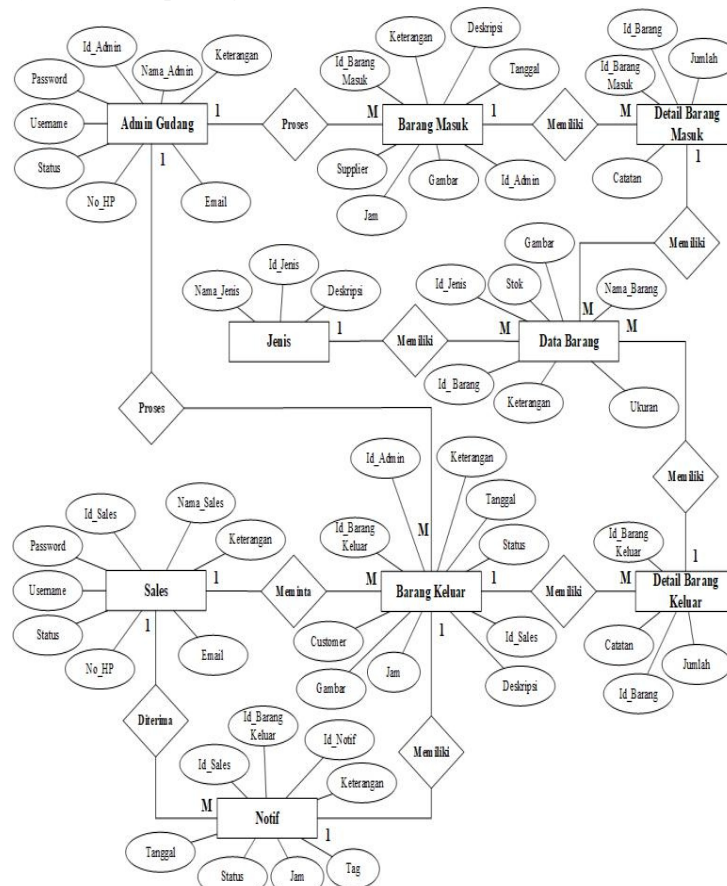 Id_Admin
Nama_Admin
Keterangan
Password
Username
Status
No_HP
Email
Admin Gudang
1
1
Proses
M
Id_Barang
Masuk
Keterangan
Deskripsi
Tanggal
Barang Masuk
Supplier
Jam
Gambar
Id_Admin
1
Memiliki
M
Id_Barang
Id_Barang
Masuk
Jumlah
Detail Barang
Masuk
Catatan
1
Memiliki
Nama_Jenis
Id_Jenis
Deskripsi
Jenis
1
Memiliki
M
Id_Jenis
Gambar
Stok
Nama_Barang
M
M
Data Barang
Id_Barang
Keterangan
Ukuran
Proses
Memiliki
M
Id_Admin
Keterangan
Tanggal
Status
Id_Barang
Keluar
Barang Keluar
Customer
Gambar
Jam
Id_Sales
Deskripsi
1
1
Id_Sales
Nama_Sales
Keterangan
Password
Username
Status
No_HP
Email
Sales
1
1
Meminta
M
Memiliki
M
1
Id_Barang
Keluar
Detail Barang
Keluar
Catatan
Id_Barang
Jumlah
Diterima
M
Memiliki
1
Id_Sales
Id_Barang
Keluar
Id_Notif
Keterangan
Notif
Tanggal
Status
Jam
Tag